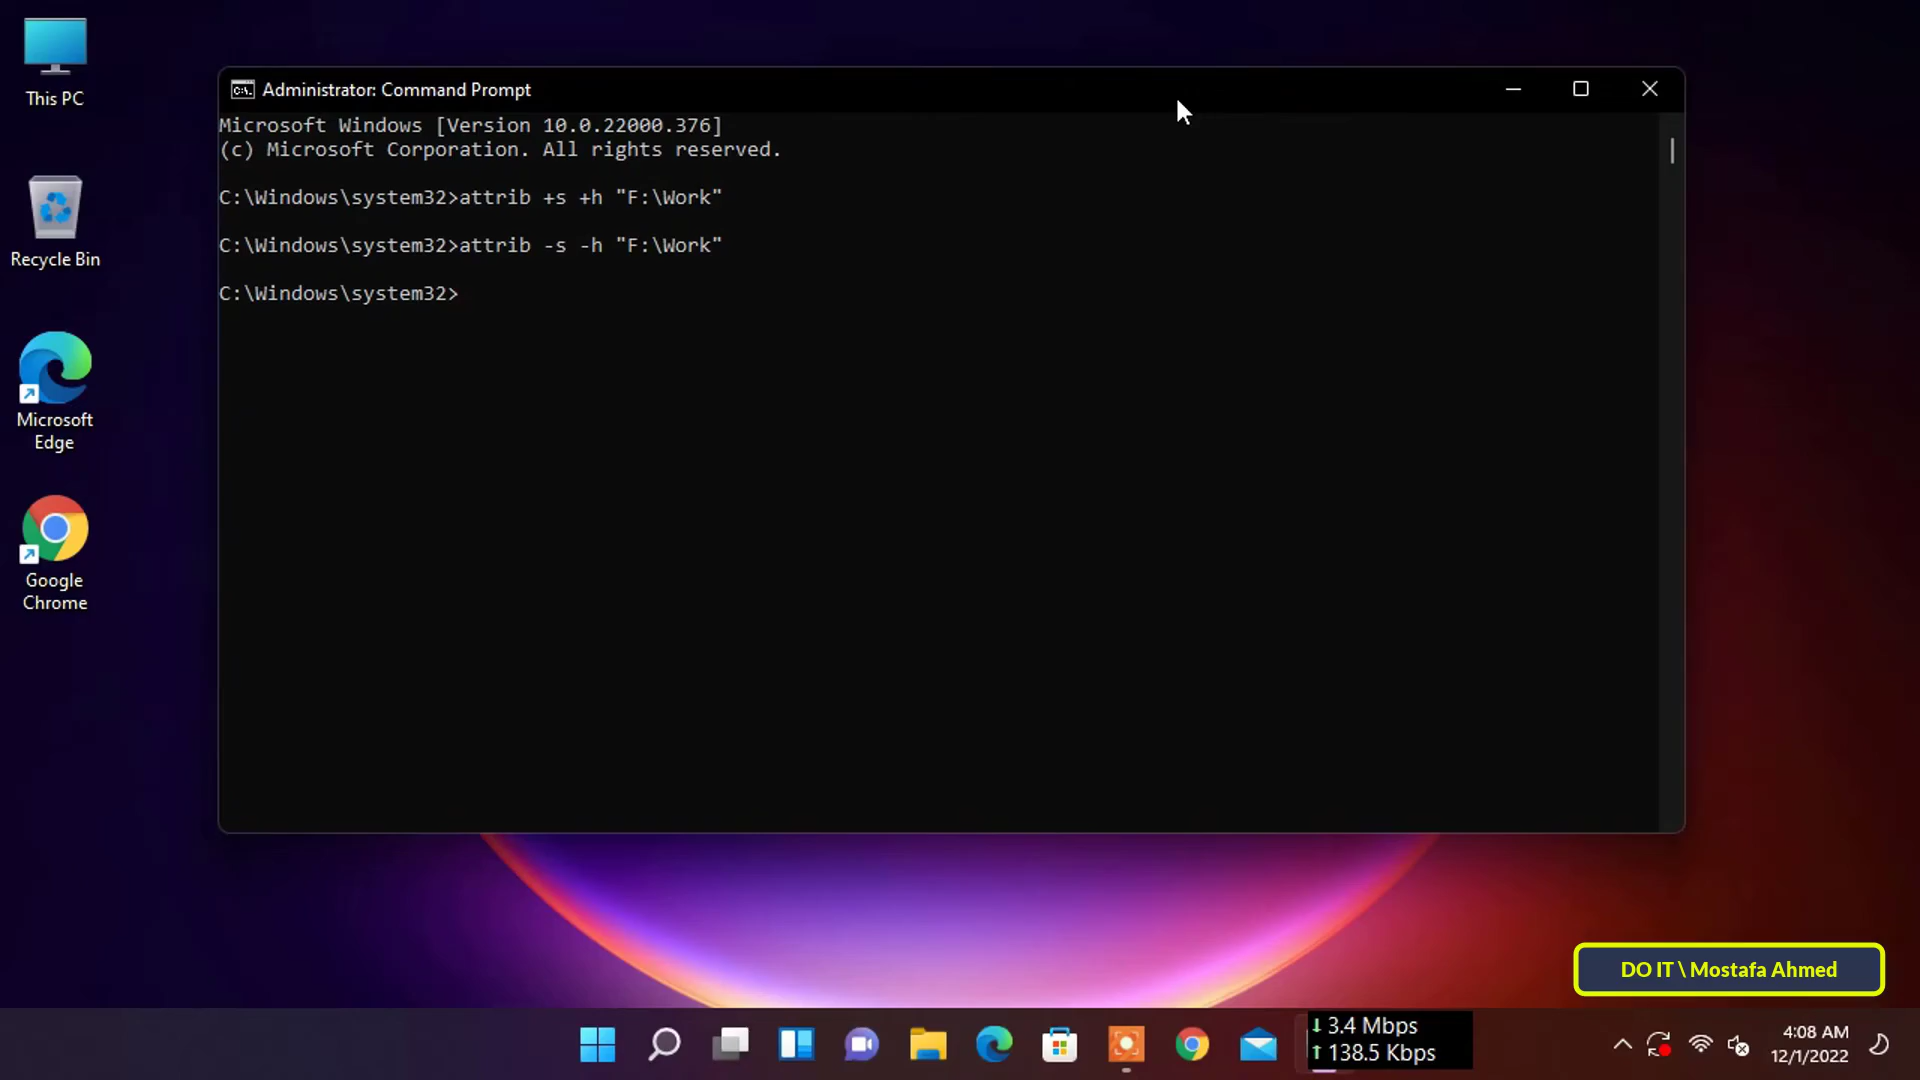 This PC
Recycle Bin
Microsoft
Edge
Google
Chrome
Administrator: Command Prompt
Microsoft Windows [Version 10.0.22000.376]
(c) Microsoft Corporation. All rights reserved.
C:\Windows\system32>attrib +s +h "F:\Work"
C:\Windows\system32>attrib -s -h "F:\Work"
C:\Windows\system32>
DO IT \ Mostafa Ahmed
↓ 3.4 Mbps
↑ 138.5 Kbps
4:08 AM
12/1/2022